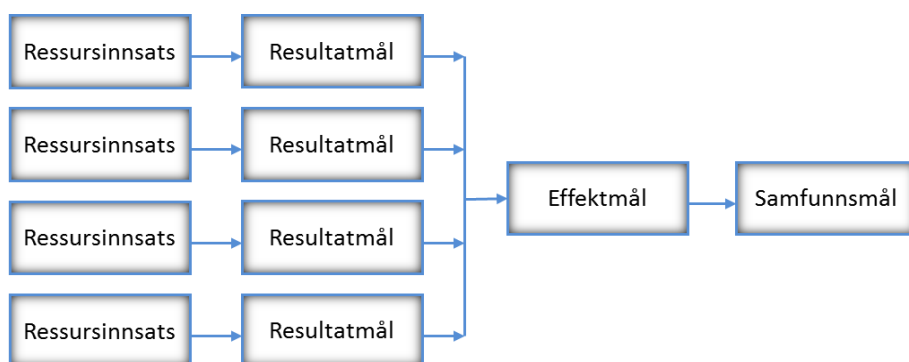 Ressursinnsats
Resultatmål
Ressursinnsats
Resultatmål
Ressursinnsats
Resultatmål
Ressursinnsats
Resultatmål
Effektmål
Samfunnsmål